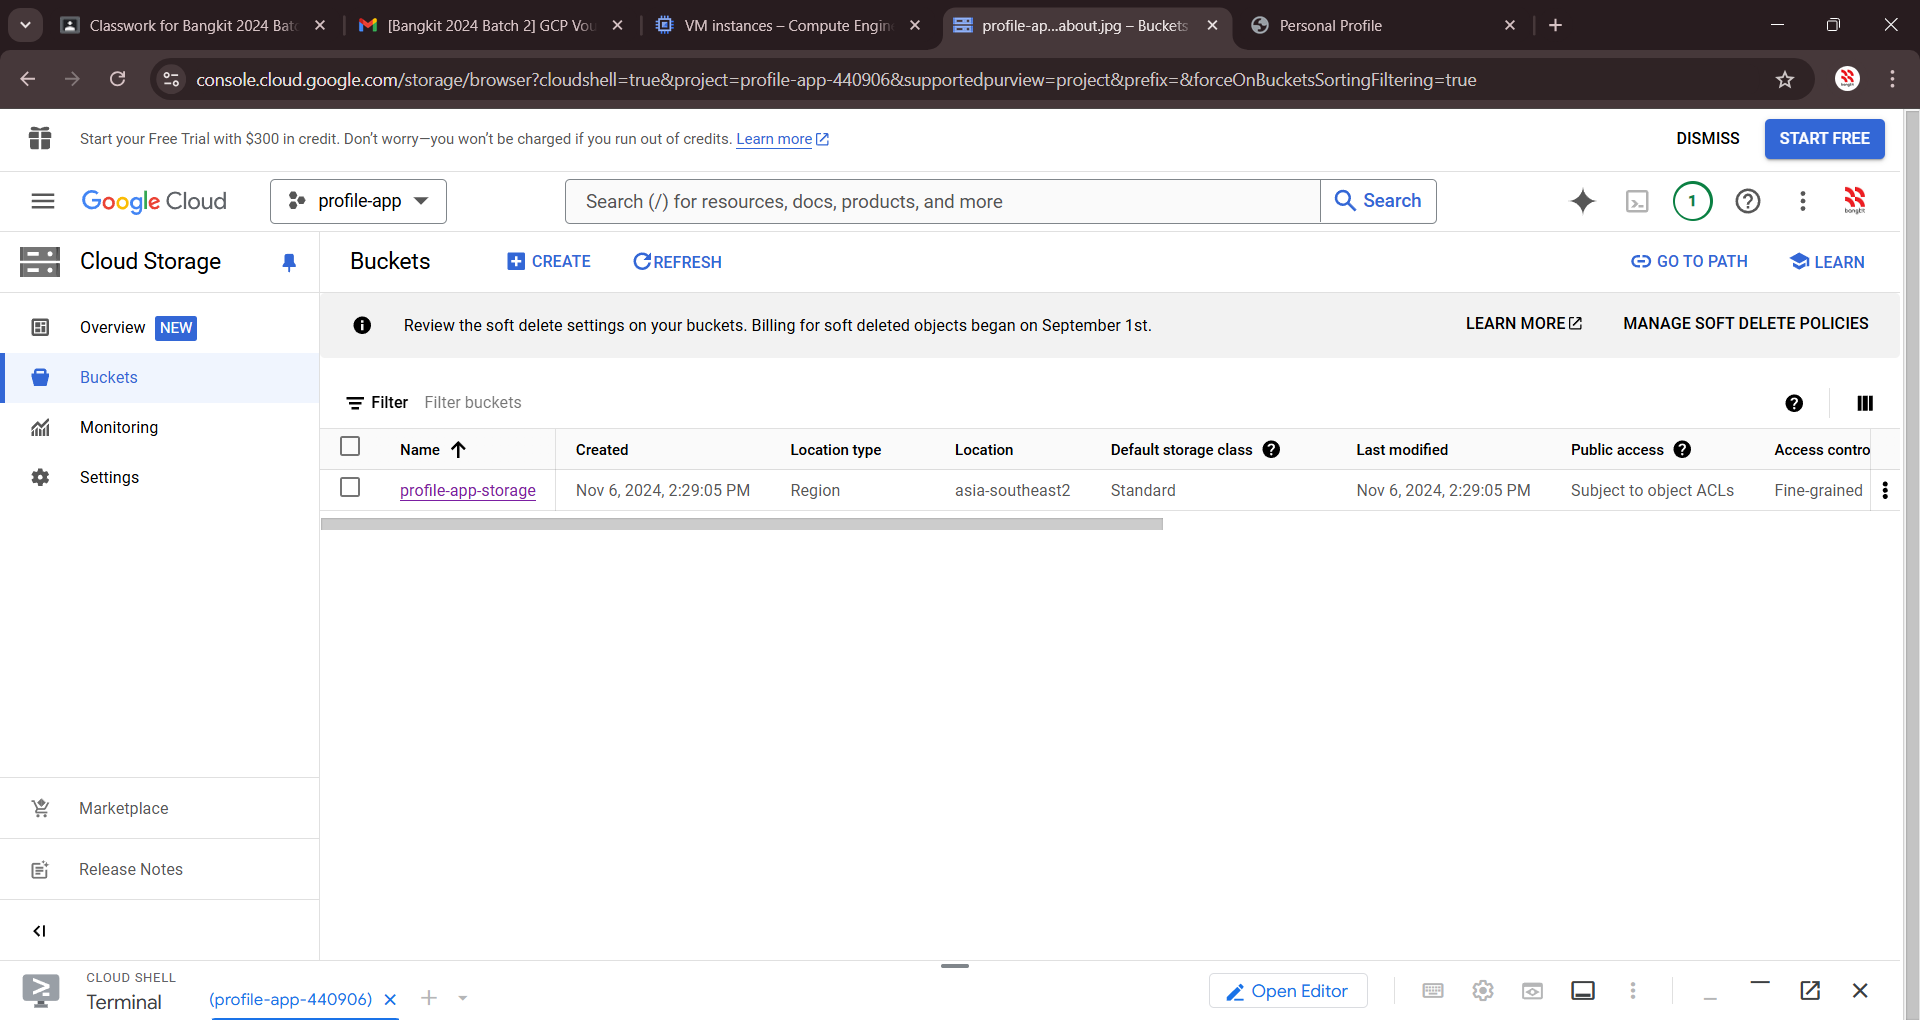 Classwork for Bangkit 2024 Batc
[Bangkit 2024 Batch 2] GCP Vou
VM instances – Compute Engin
profile-ap...about.jpg – Buckets
Personal Profile
console.cloud.google.com/storage/browser?cloudshell=true&project=profile-app-440906&supportedpurview=project&prefix=&forceOnBucketsSortingFiltering=true
Start your Free Trial with $300 in credit. Don’t worry—you won’t be charged if you run out of credits. Learn more
DISMISS
START FREE
Google Cloud
profile-app
Search (/) for resources, docs, products, and more
Search
1
Cloud Storage
Buckets
CREATE
REFRESH
GO TO PATH
LEARN
Overview NEW
Buckets
Monitoring
Settings
Marketplace
Release Notes
Review the soft delete settings on your buckets. Billing for soft deleted objects began on September 1st.
LEARN MORE
MANAGE SOFT DELETE POLICIES
Filter Filter buckets
Name Created Location type Location Default storage class Last modified Public access Access contro
profile-app-storage Nov 6, 2024, 2:29:05 PM Region asia-southeast2 Standard Nov 6, 2024, 2:29:05 PM Subject to object ACLs Fine-grained
CLOUD SHELL
Terminal
(profile-app-440906)
Open Editor